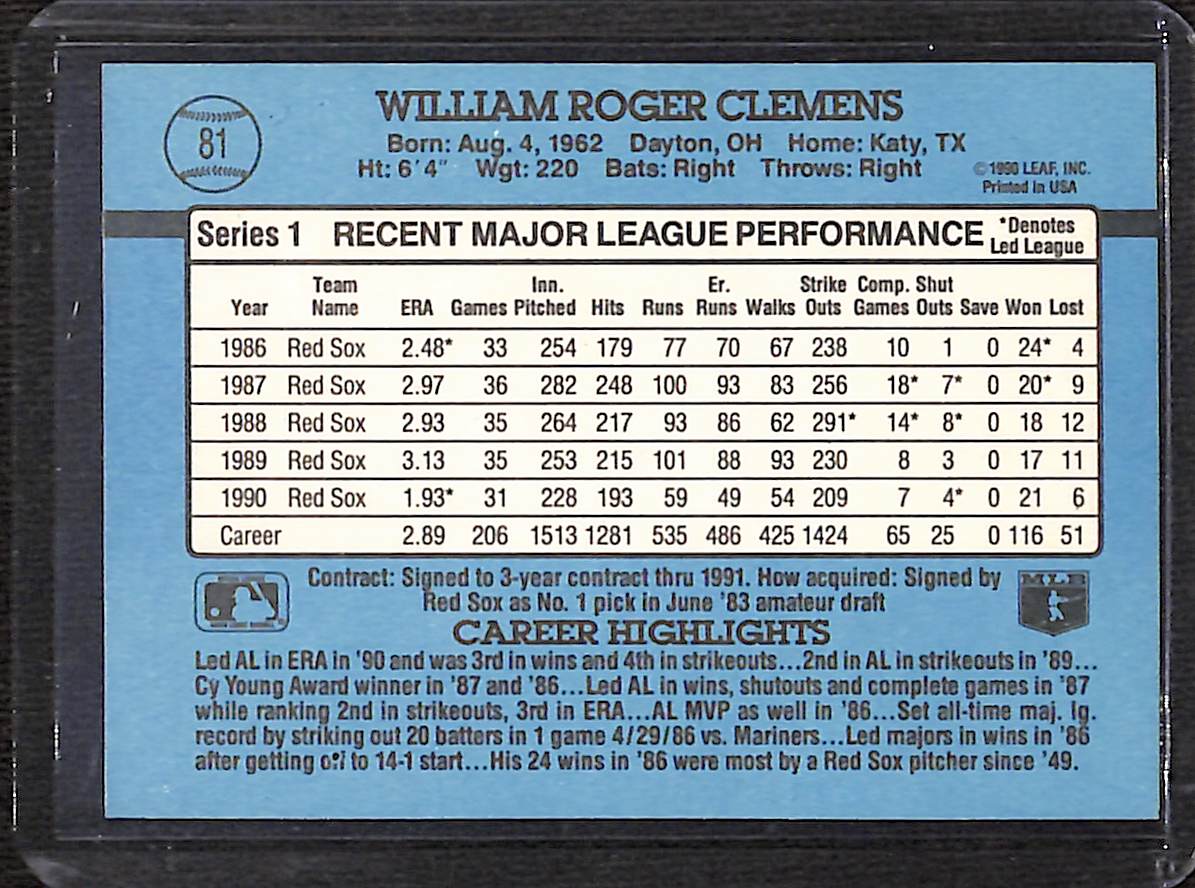 81
WILLIAM ROGER CLEMENS
Born: Aug. 4, 1962 Dayton, OH Home: Katy, TX
Ht: 6'4" Wgt: 220 Bats: Right Throws: Right
©1990 LEAF, INC.
Printed in USA
Series 1 RECENT MAJOR LEAGUE PERFORMANCE *Denotes
Led League
Team Inn. Er. Strike Comp. Shut
Year Name ERA Games Pitched Hits Runs Runs Walks Outs Games Outs Save Won Lost
1986 Red Sox 2.48* 33 254 179 77 70 67 238 10 1 0 24* 4
1987 Red Sox 2.97 36 282 248 100 93 83 256 18* 7* 0 20* 9
1988 Red Sox 2.93 35 264 217 93 86 62 291* 14* 8* 0 18 12
1989 Red Sox 3.13 35 253 215 101 88 93 230 8 3 0 17 11
1990 Red Sox 1.93* 31 228 193 59 49 54 209 7 4* 0 21 6
Career 2.89 206 1513 1281 535 486 425 1424 65 25 0 116 51
Contract: Signed to 3-year contract thru 1991. How acquired: Signed by
Red Sox as No. 1 pick in June '83 amateur draft
MLB
CAREER HIGHLIGHTS
Led AL in ERA in '90 and was 3rd in wins and 4th in strikeouts...2nd in AL in strikeouts in '89...
Cy Young Award winner in '87 and '86...Led AL in wins, shutouts and complete games in '87
while ranking 2nd in strikeouts, 3rd in ERA...AL MVP as well in '86...Set all-time maj. lg.
record by striking out 20 batters in 1 game 4/29/86 vs. Mariners...Led majors in wins in '86
after getting off to 14-1 start...His 24 wins in '86 were most by a Red Sox pitcher since '49.